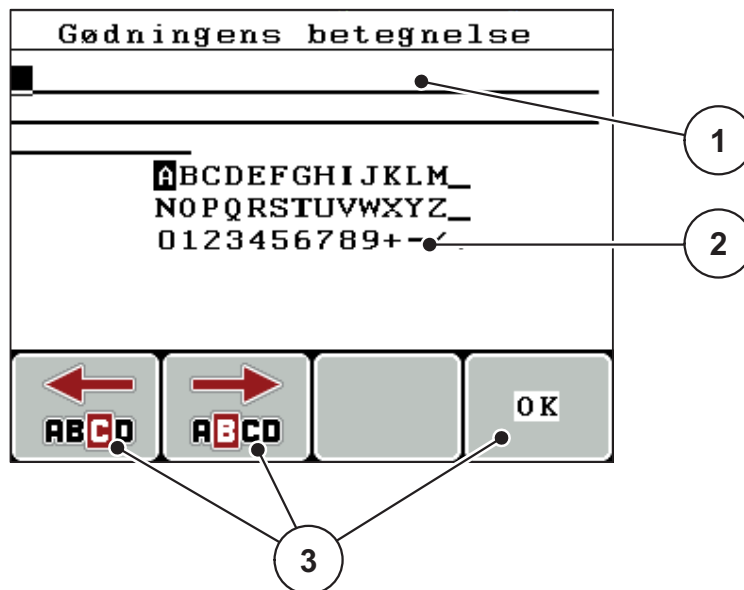 Gødningens betegnelse
1
ABCDEFGHIJKLM_
NOPQRSTUVWXYZ_
0123456789+-/.
2
ABCD
ABCD
OK
3